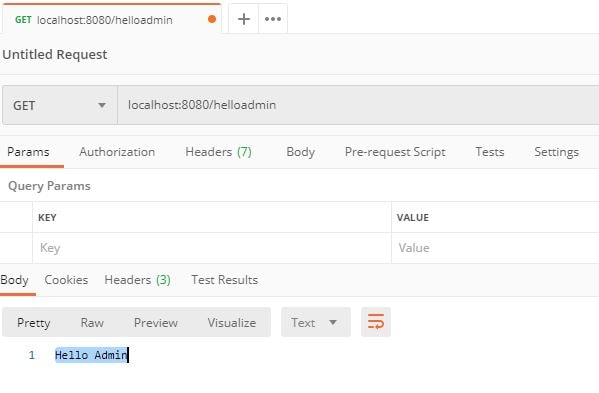 GET localhost:8080/helloadmin
Untitled Request
GET localhost:8080/helloadmin
Params Authorization Headers (7) Body Pre-request Script Tests Settings
Query Params
KEY VALUE
Key Value
Body Cookies Headers (3) Test Results
Pretty Raw Preview Visualize Text
1 Hello Admin